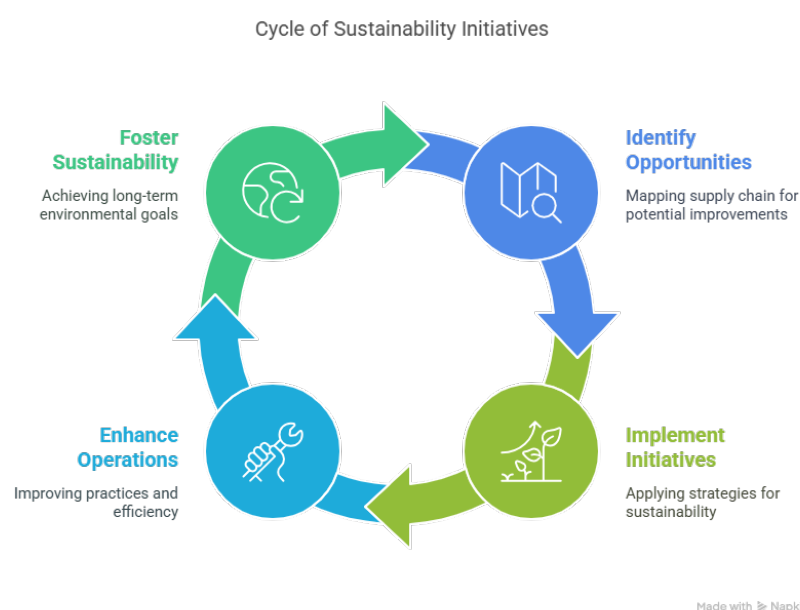 Cycle of Sustainability Initiatives
Foster
Sustainability
Achieving long-term
environmental goals
Identify
Opportunities
Mapping supply chain for
potential improvements
Enhance
Operations
Improving practices and
efficiency
Implement
Initiatives
Applying strategies for
sustainability
Made with Napk